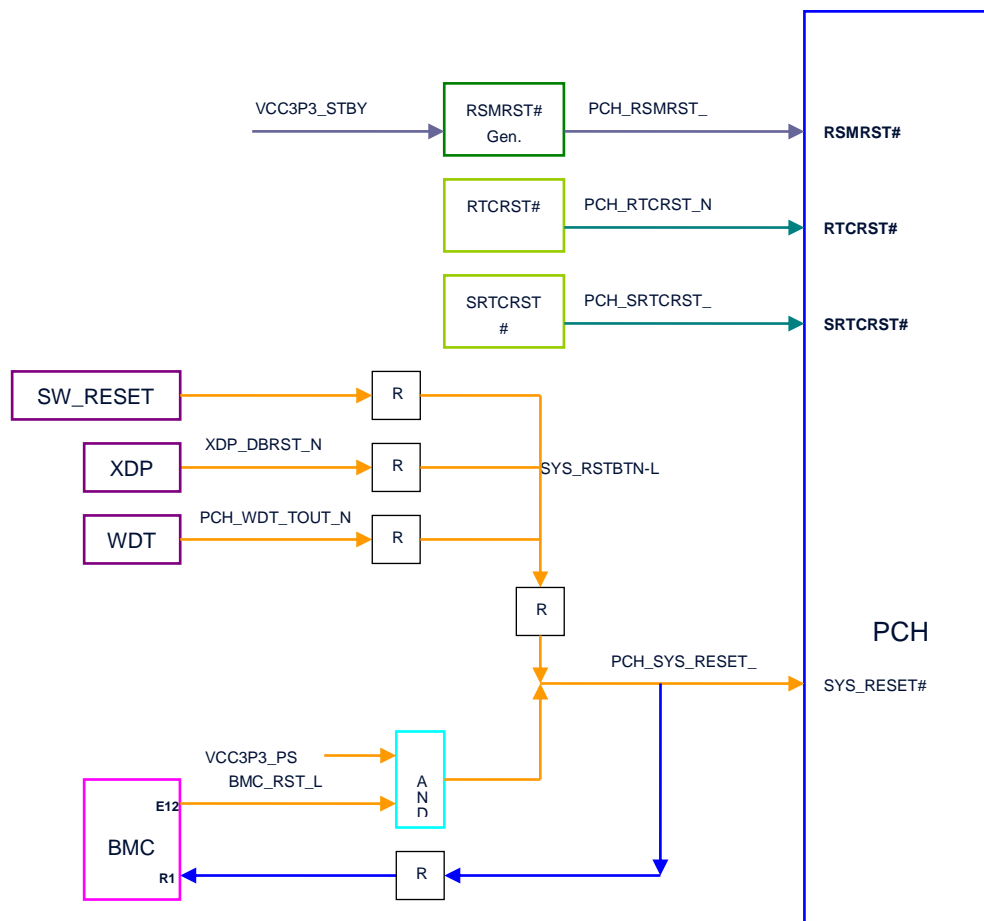 VCC3P3_STBY
RSMRST#
Gen.
PCH_RSMRST_
RSMRST#
RTCRST#
PCH_RTCRST_N
RTCRST#
SRTCRST
#
PCH_SRTCRST_
SRTCRST#
SW_RESET
R
XDP
XDP_DBRST_N
R
SYS_RSTBTN-L
WDT
PCH_WDT_TOUT_N
R
R
PCH
PCH_SYS_RESET_
SYS_RESET#
VCC3P3_PS
BMC_RST_L
A
N
D
E12
BMC
R1
R